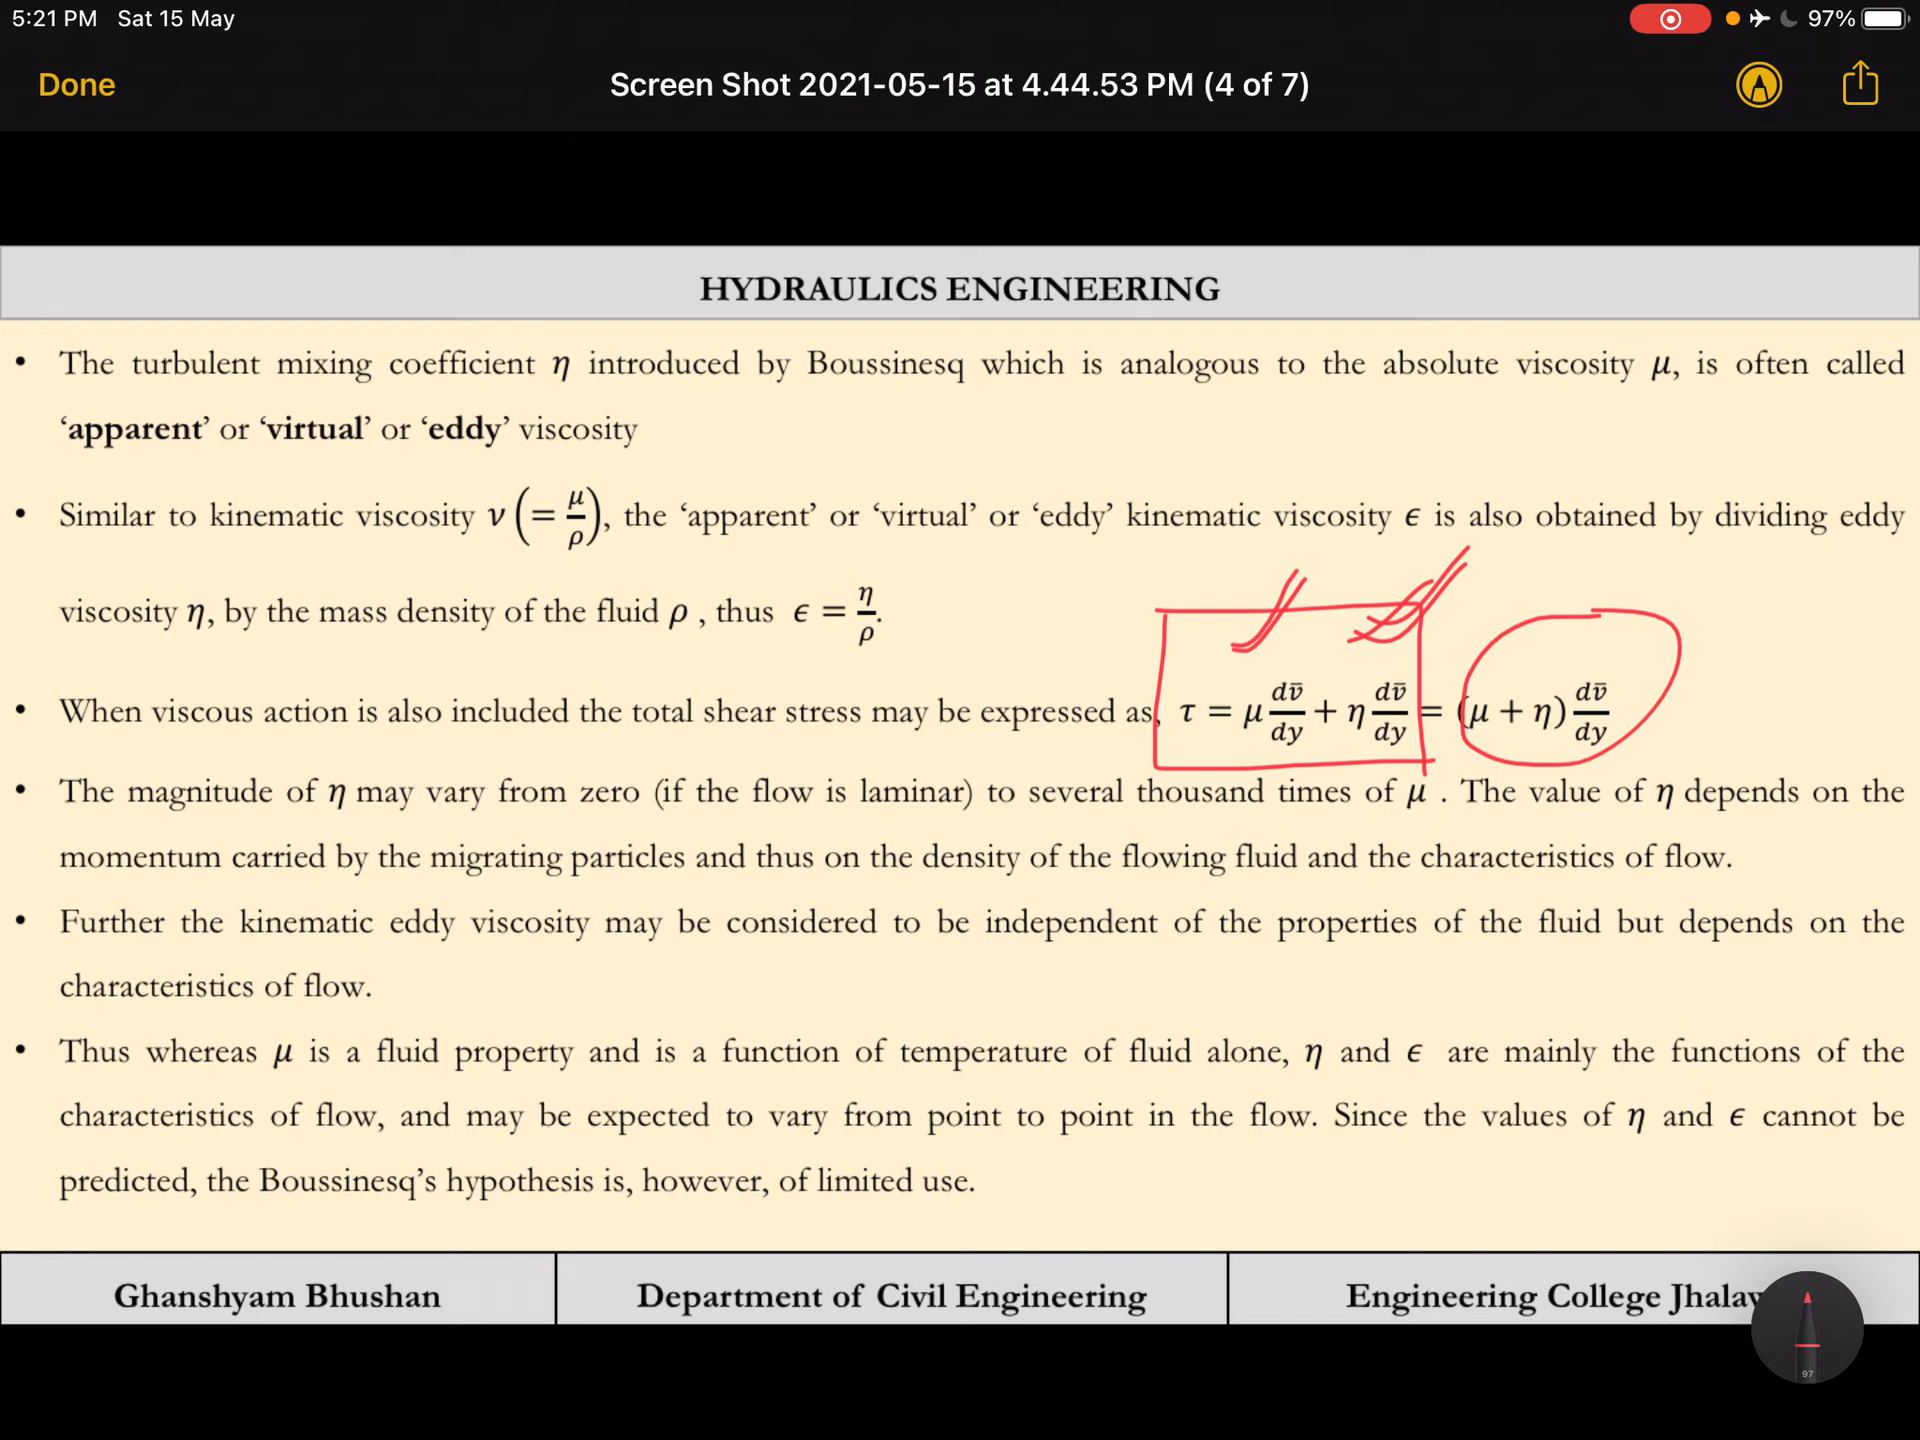 5:21 PM Sat 15 May
97%
Done
Screen Shot 2021-05-15 at 4.44.53 PM (4 of 7)
HYDRAULICS ENGINEERING
• The turbulent mixing coefficient η introduced by Boussinesq which is analogous to the absolute viscosity μ, is often called
‘apparent’ or ‘virtual’ or ‘eddy’ viscosity
• Similar to kinematic viscosity ν (= μ/ρ), the ‘apparent’ or ‘virtual’ or ‘eddy’ kinematic viscosity ϵ is also obtained by dividing eddy
viscosity η, by the mass density of the fluid ρ , thus ϵ = η/ρ.
• When viscous action is also included the total shear stress may be expressed as, τ = μ dv̄/dy + η dv̄/dy = (μ + η) dv̄/dy
• The magnitude of η may vary from zero (if the flow is laminar) to several thousand times of μ . The value of η depends on the
momentum carried by the migrating particles and thus on the density of the flowing fluid and the characteristics of flow.
• Further the kinematic eddy viscosity may be considered to be independent of the properties of the fluid but depends on the
characteristics of flow.
• Thus whereas μ is a fluid property and is a function of temperature of fluid alone, η and ϵ are mainly the functions of the
characteristics of flow, and may be expected to vary from point to point in the flow. Since the values of η and ϵ cannot be
predicted, the Boussinesq’s hypothesis is, however, of limited use.
Ghanshyam Bhushan
Department of Civil Engineering
Engineering College Jhalaw
97